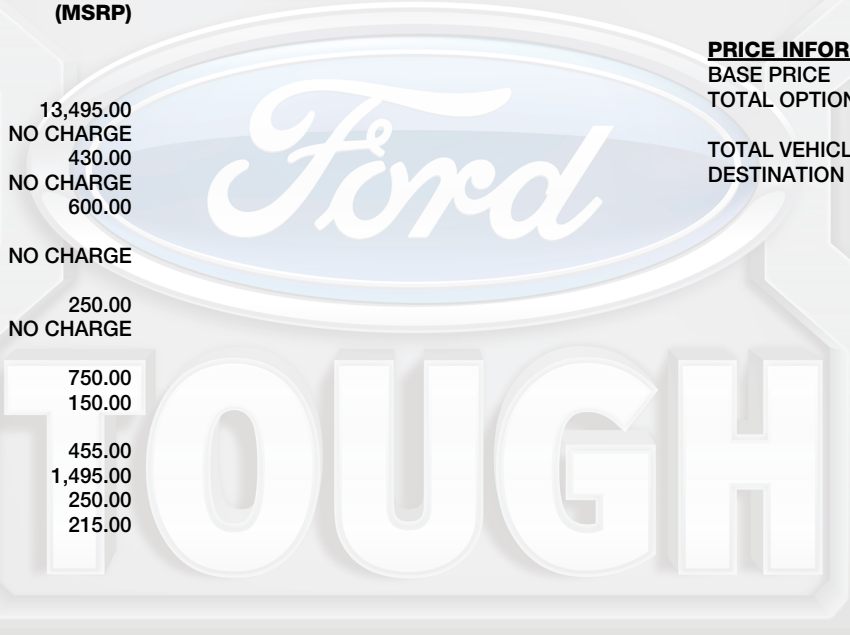 (MSRP)
13,495.00
NO CHARGE
430.00
NO CHARGE
600.00
NO CHARGE
250.00
NO CHARGE
750.00
150.00
455.00
1,495.00
250.00
215.00
PRICE INFOR
BASE PRICE
TOTAL OPTION
TOTAL VEHICL
DESTINATION
Ford
TOUGH